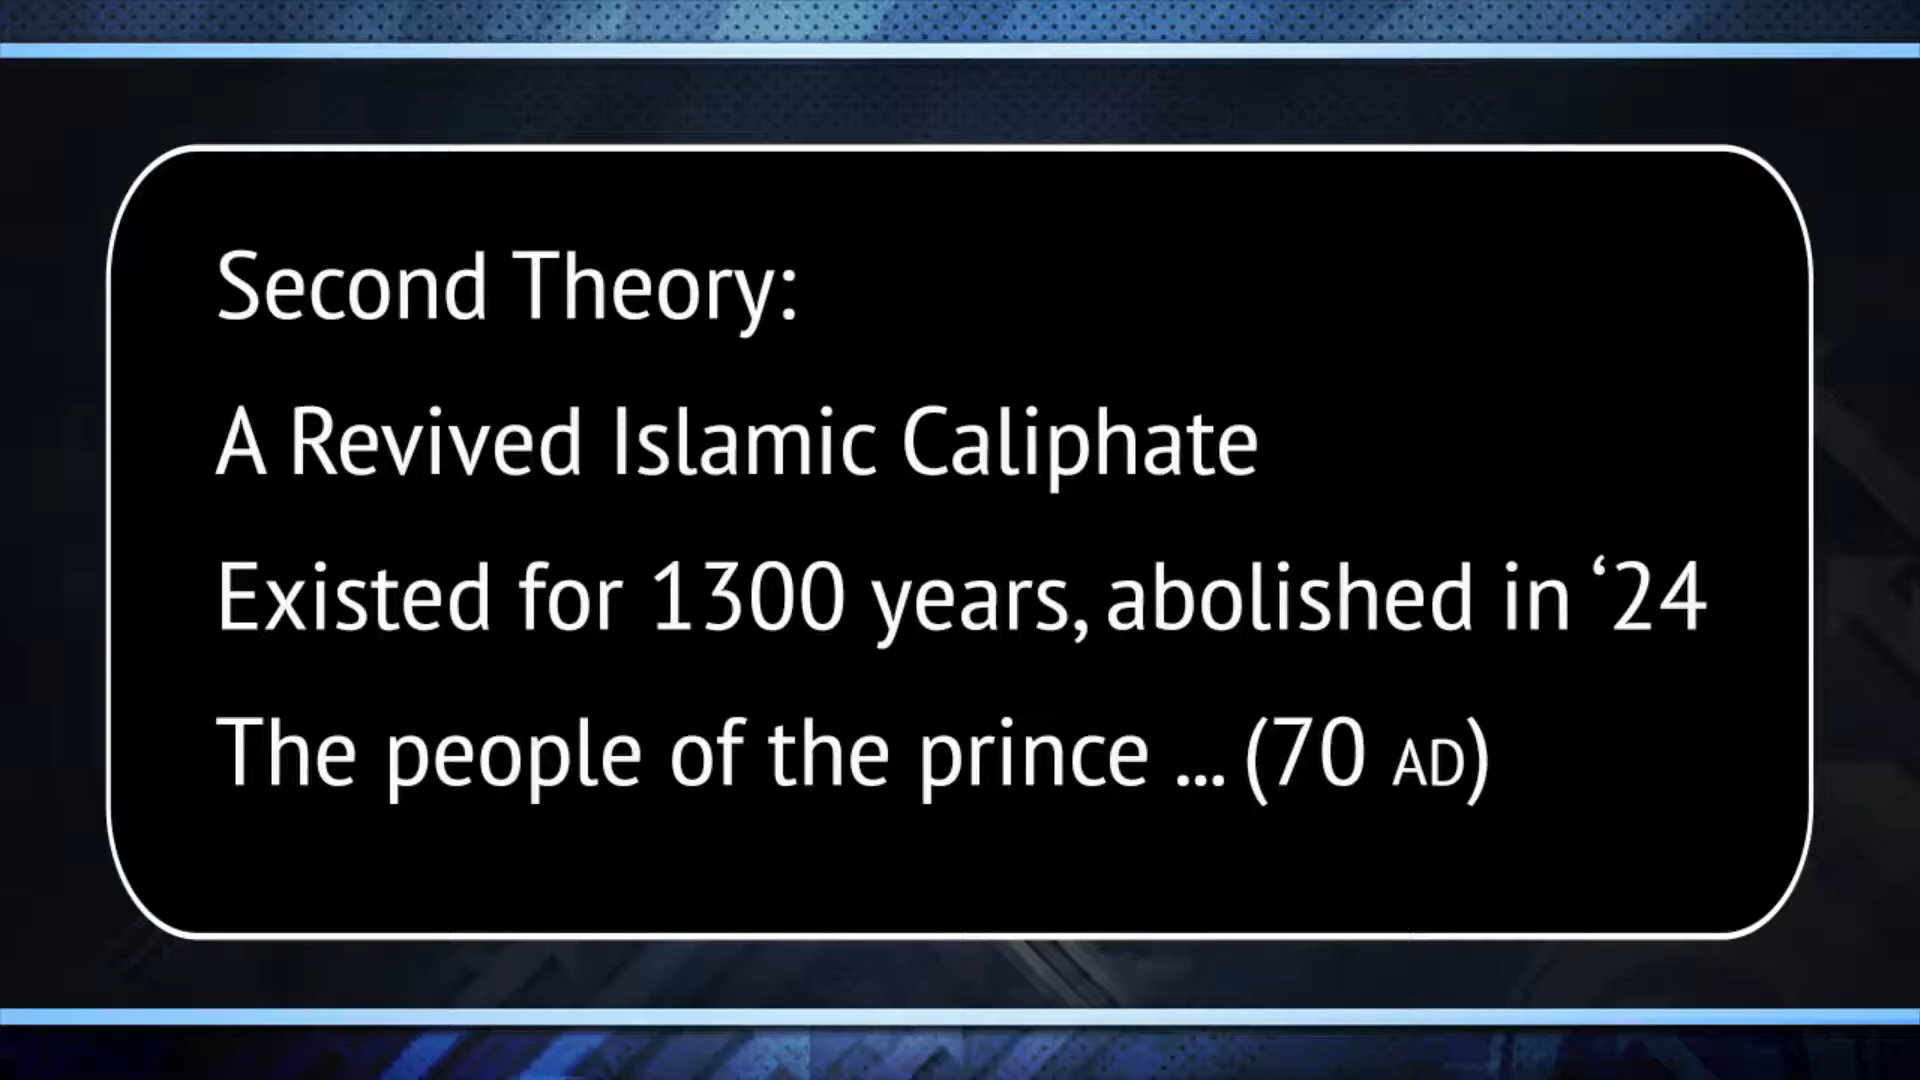 Second Theory:
A Revived Islamic Caliphate
Existed for 1300 years, abolished in ‘24
The people of the prince ... (70 AD)